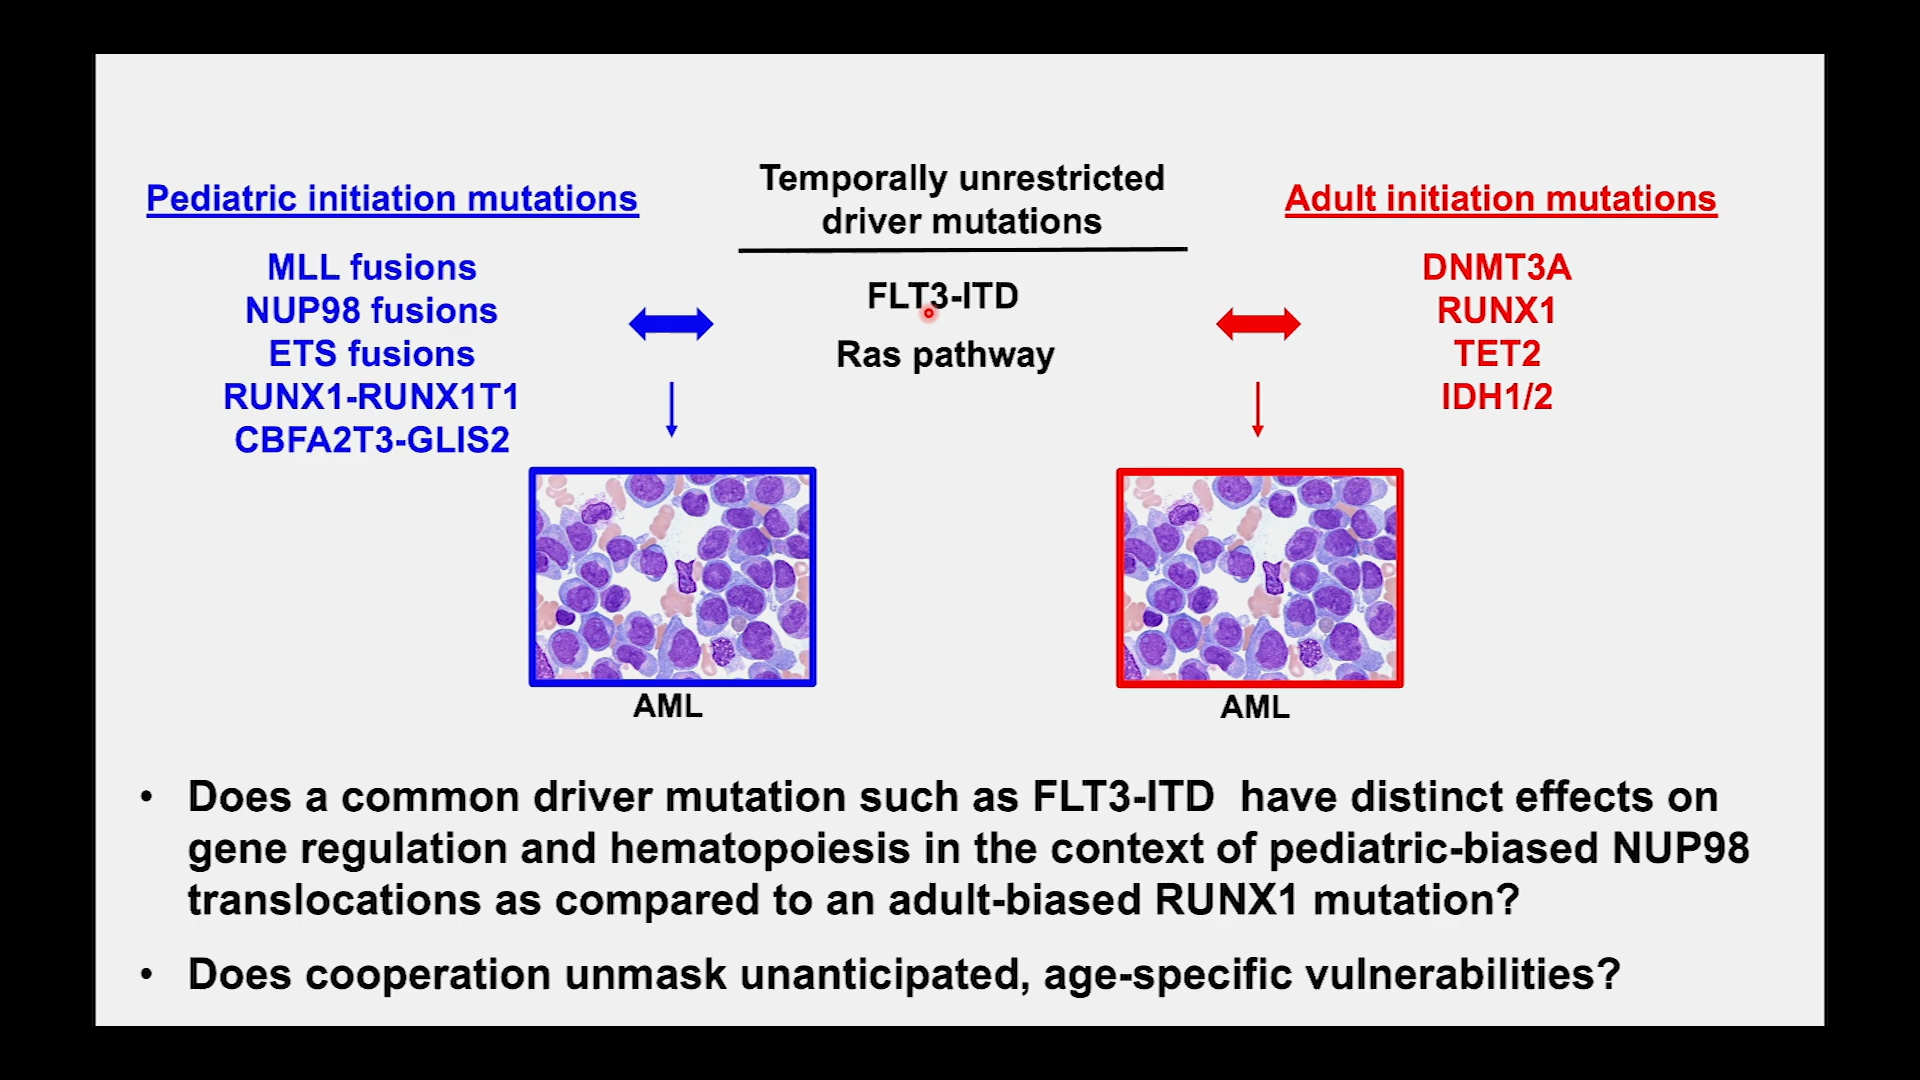 Pediatric initiation mutations
MLL fusions
NUP98 fusions
ETS fusions
RUNX1-RUNX1T1
CBFA2T3-GLIS2
Temporally unrestricted
driver mutations
FLT3-ITD
Ras pathway
Adult initiation mutations
DNMT3A
RUNX1
TET2
IDH1/2
AML
AML
• Does a common driver mutation such as FLT3-ITD have distinct effects on
gene regulation and hematopoiesis in the context of pediatric-biased NUP98
translocations as compared to an adult-biased RUNX1 mutation?
• Does cooperation unmask unanticipated, age-specific vulnerabilities?